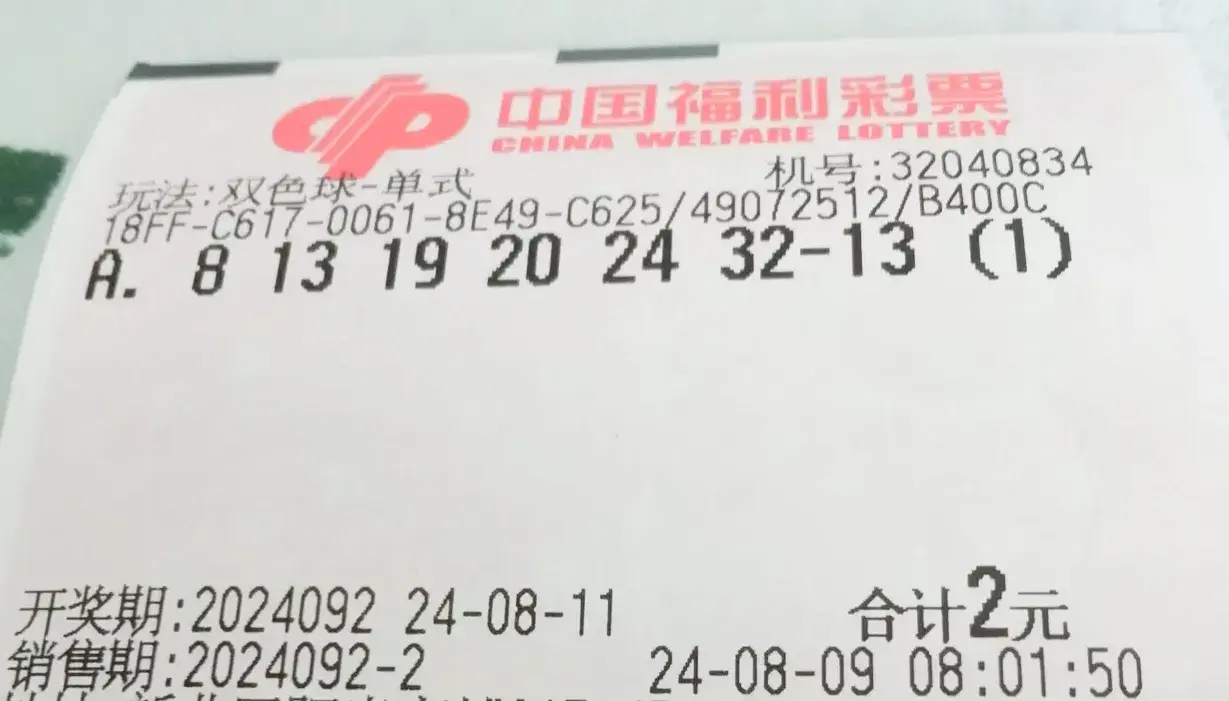 中国福利彩票
CHINA WELFARE LOTTERY
机号:32040834
玩法:双色球-单式
18FF-C617-0061-8E49-C625/49072512/B400C
A. 8 13 19 20 24 32-13 (1)
开奖期:2024092 24-08-11 合计2元
销售期:2024092-2 24-08-09 08:01:50